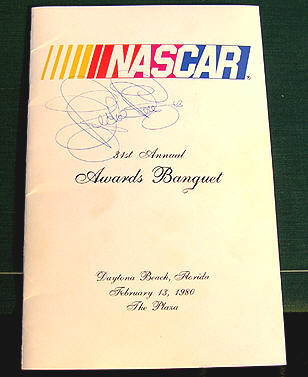 NASCAR
31st Annual
Awards Banquet
Daytona Beach, Florida
February 13, 1980
The Plaza